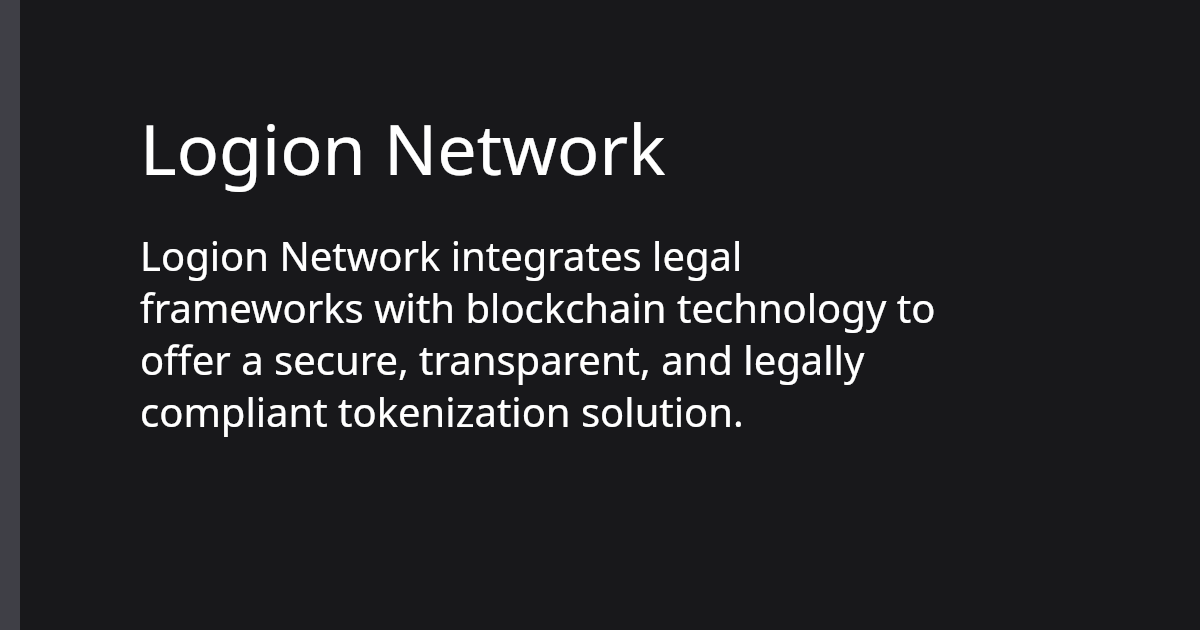 Logion Network
Logion Network integrates legal
frameworks with blockchain technology to
offer a secure, transparent, and legally
compliant tokenization solution.